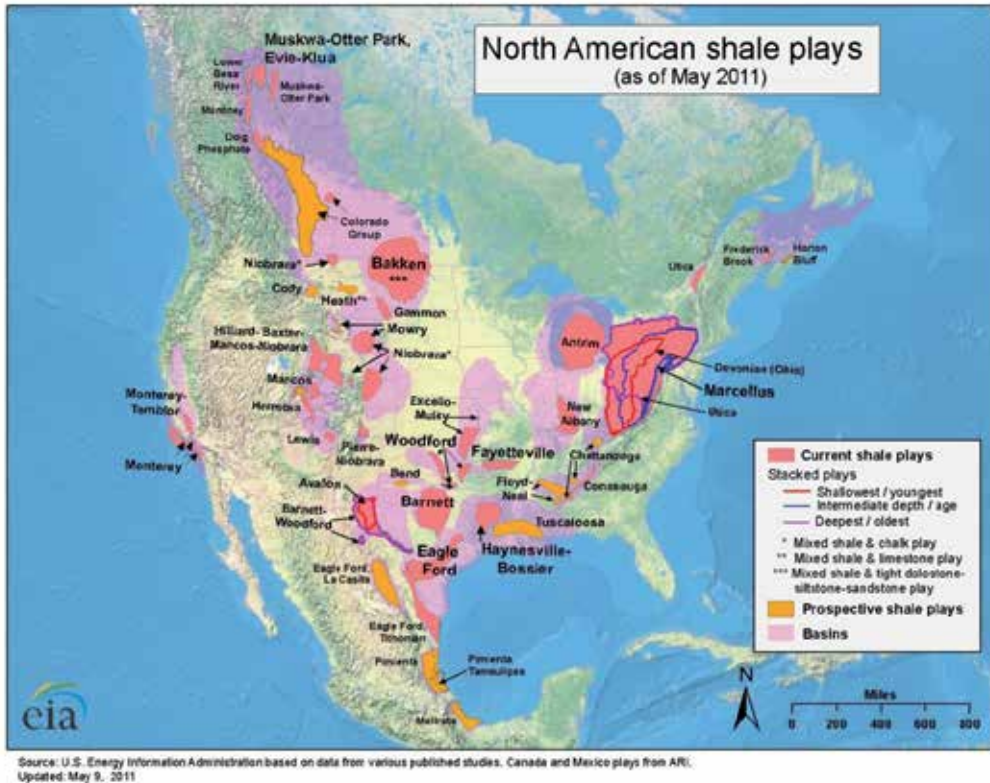 North American shale plays
(as of May 2011)
Muskwa-Otter Park,
Evie-Klua
Lower
Besa
River
Muskwa-
Otter Park
Montney
Doig
Phosphate
Colorado
Group
Niobrara*
Bakken
***
Cody
Heath**
Gammon
Mowry
Hilliard-Baxter-
Mancos-Niobrara
Niobrara*
Mancos
Hermosa
Monterey-
Temblor
Monterey
Lewis
Pierre-
Niobrara
Excello-
Mulky
Woodford
Fayetteville
Bend
Avalon
Barnett-
Woodford
Barnett
Eagle
Ford
Haynesville-
Bossier
Tuscaloosa
Floyd-
Neal
Conasauga
Chattanooga
New
Albany
Antrim
Devonian (Ohio)
Marcellus
Utica
Utica
Frederick
Brook
Horton
Bluff
Eagle Ford,
La Casita
Eagle Ford,
Tithonian
Pimienta
Pimienta
Tamaulipas
Maltrata
Current shale plays
Stacked plays
Shallowest / youngest
Intermediate depth / age
Deepest / oldest
* Mixed shale & chalk play
** Mixed shale & limestone play
*** Mixed shale & tight dolostone-
siltstone-sandstone play
Prospective shale plays
Basins
N
Miles
0 200 400 600 800
eia
Source: U.S. Energy Information Administration based on data from various published studies. Canada and Mexico plays from ARI.
Updated: May 9, 2011